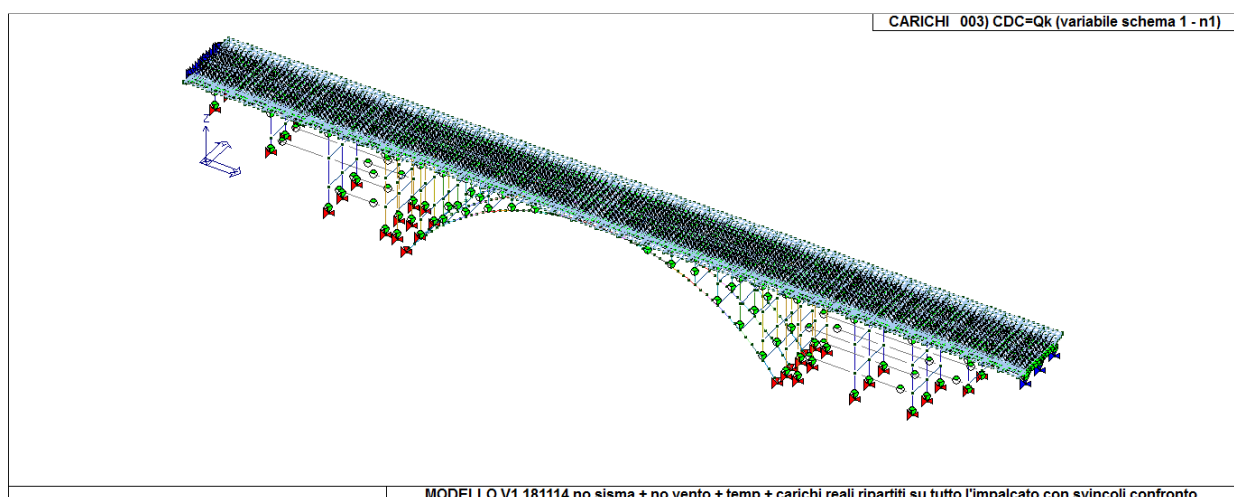 CARICHI 003) CDC=Qk (variabile schema 1 - n1)
Z
MODELLO V1 181114 no sisma + no vento + temp + carichi reali ripartiti su tutto l'impalcato con svincoli confronto